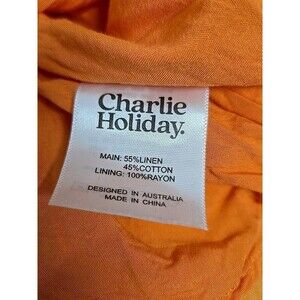 Charlie
Holiday.
MAIN: 55%LINEN
45%COTTON
LINING: 100%RAYON
DESIGNED IN AUSTRALIA
MADE IN CHINA